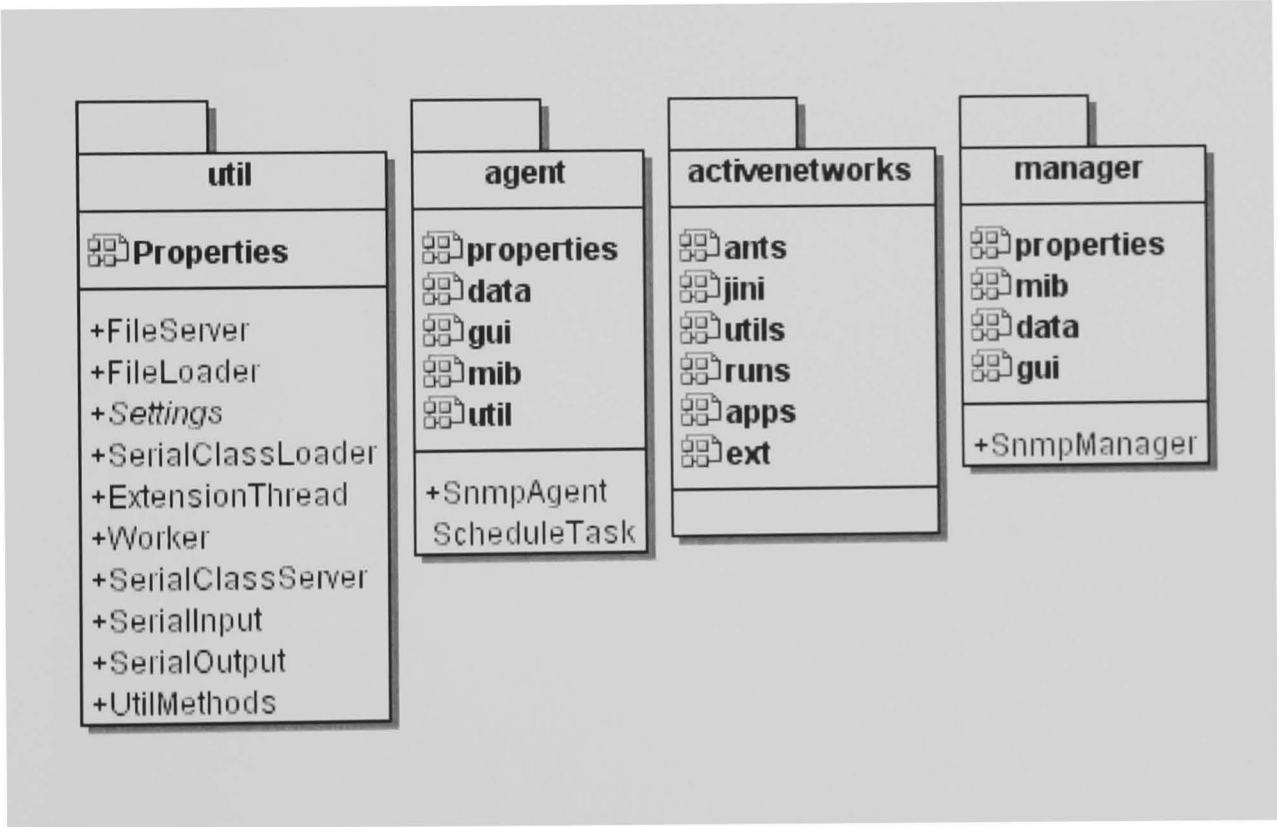 util
Properties
+FileServer
+FileLoader
+Settings
+SerialClassLoader
+ExtensionThread
+Worker
+SerialClassServer
+SerialInput
+SerialOutput
+UtilMethods
agent
properties
data
gui
mib
util
+SnmpAgent
ScheduleTask
activenetworks
ants
jini
utils
runs
apps
ext
manager
properties
mib
data
gui
+SnmpManager